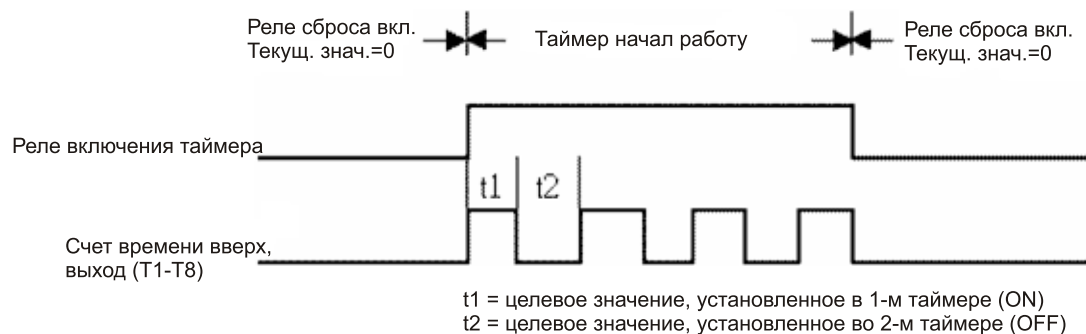 Реле сброса вкл.
Текущ. знач.=0
Таймер начал работу
Реле сброса вкл.
Текущ. знач.=0
Реле включения таймера
t1
t2
Счет времени вверх,
выход (T1-T8)
t1 = целевое значение, установленное в 1-м таймере (ON)
t2 = целевое значение, установленное во 2-м таймере (OFF)